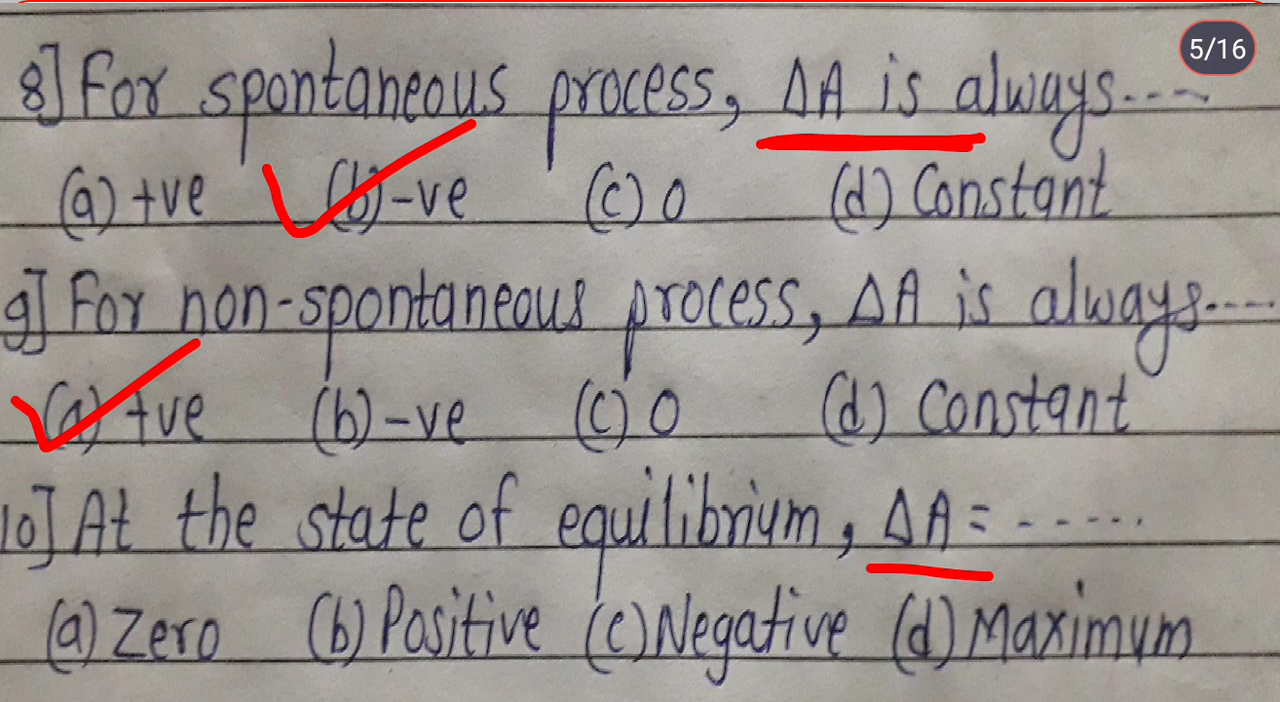 5/16
8] For spontaneous process, ΔA is always----
(a) +ve (b) -ve (c) 0 (d) Constant
9] For non-spontaneous process, ΔA is always----
(a) +ve (b) -ve (c) 0 (d) Constant
10] At the state of equilibrium, ΔA = ------
(a) Zero (b) Positive (c) Negative (d) Maximum